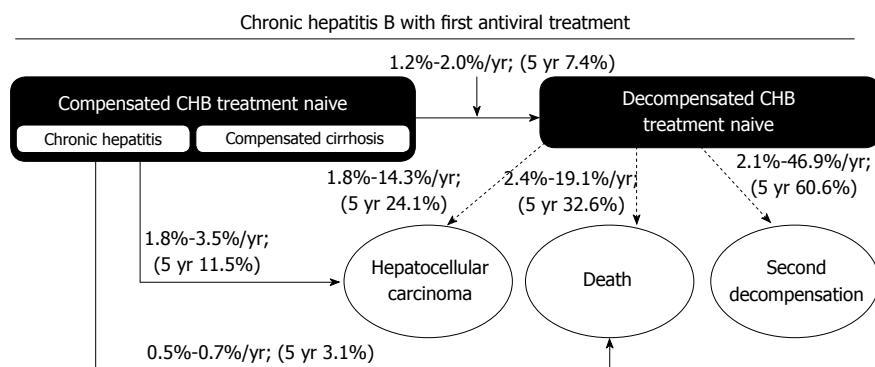 Chronic hepatitis B with first antiviral treatment
1.2%-2.0%/yr; (5 yr 7.4%)
Compensated CHB treatment naive
Chronic hepatitis
Compensated cirrhosis
Decompensated CHB
treatment naive
1.8%-14.3%/yr;
(5 yr 24.1%)
2.4%-19.1%/yr;
(5 yr 32.6%)
2.1%-46.9%/yr;
(5 yr 60.6%)
1.8%-3.5%/yr;
(5 yr 11.5%)
Hepatocellular
carcinoma
Death
Second
decompensation
0.5%-0.7%/yr; (5 yr 3.1%)